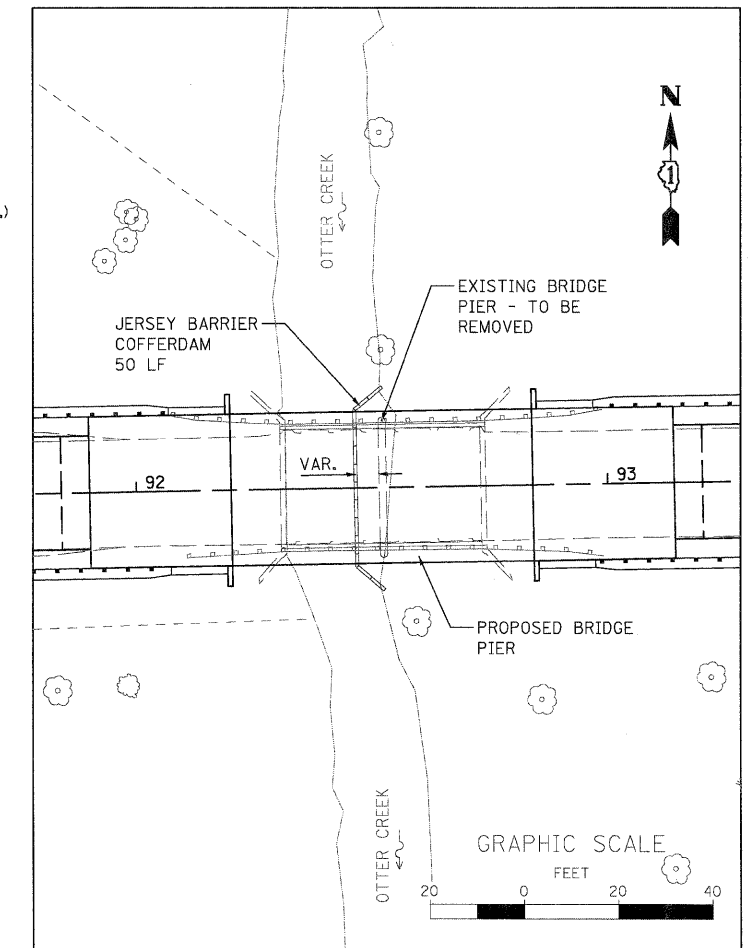 .)
N
1
OTTER CREEK
EXISTING BRIDGE
PIER - TO BE
REMOVED
JERSEY BARRIER
COFFERDAM
50 LF
VAR.
92
93
PROPOSED BRIDGE
PIER
OTTER CREEK
GRAPHIC SCALE
FEET
20 0 20 40